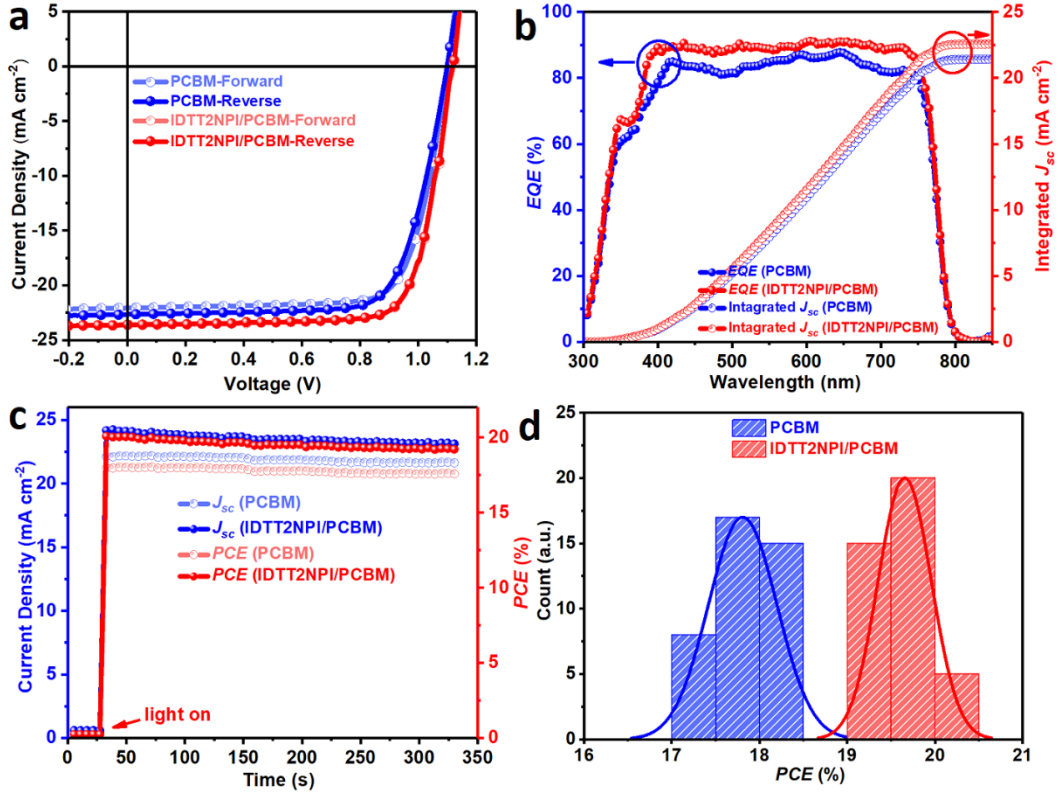 a
5
0
-5
-10
-15
-20
-25
Current Density (mA cm⁻²)
PCBM-Forward
PCBM-Reverse
IDTT2NPI/PCBM-Forward
IDTT2NPI/PCBM-Reverse
-0.2 0.0 0.2 0.4 0.6 0.8 1.0 1.2
Voltage (V)
b
100
80
60
40
20
0
EQE (%)
EQE (PCBM)
EQE (IDTT2NPI/PCBM)
Intagrated Jsc (PCBM)
Intagrated Jsc (IDTT2NPI/PCBM)
25
20
15
10
5
0
Integrated Jsc (mA cm⁻²)
300 400 500 600 700 800
Wavelength (nm)
c
25
20
15
10
5
0
Current Density (mA cm⁻²)
Jsc (PCBM)
Jsc (IDTT2NPI/PCBM)
PCE (PCBM)
PCE (IDTT2NPI/PCBM)
light on
20
15
10
5
0
PCE (%)
0 50 100 150 200 250 300 350
Time (s)
d
PCBM
IDTT2NPI/PCBM
25
20
15
10
5
0
Count (a.u.)
16 17 18 19 20 21
PCE (%)